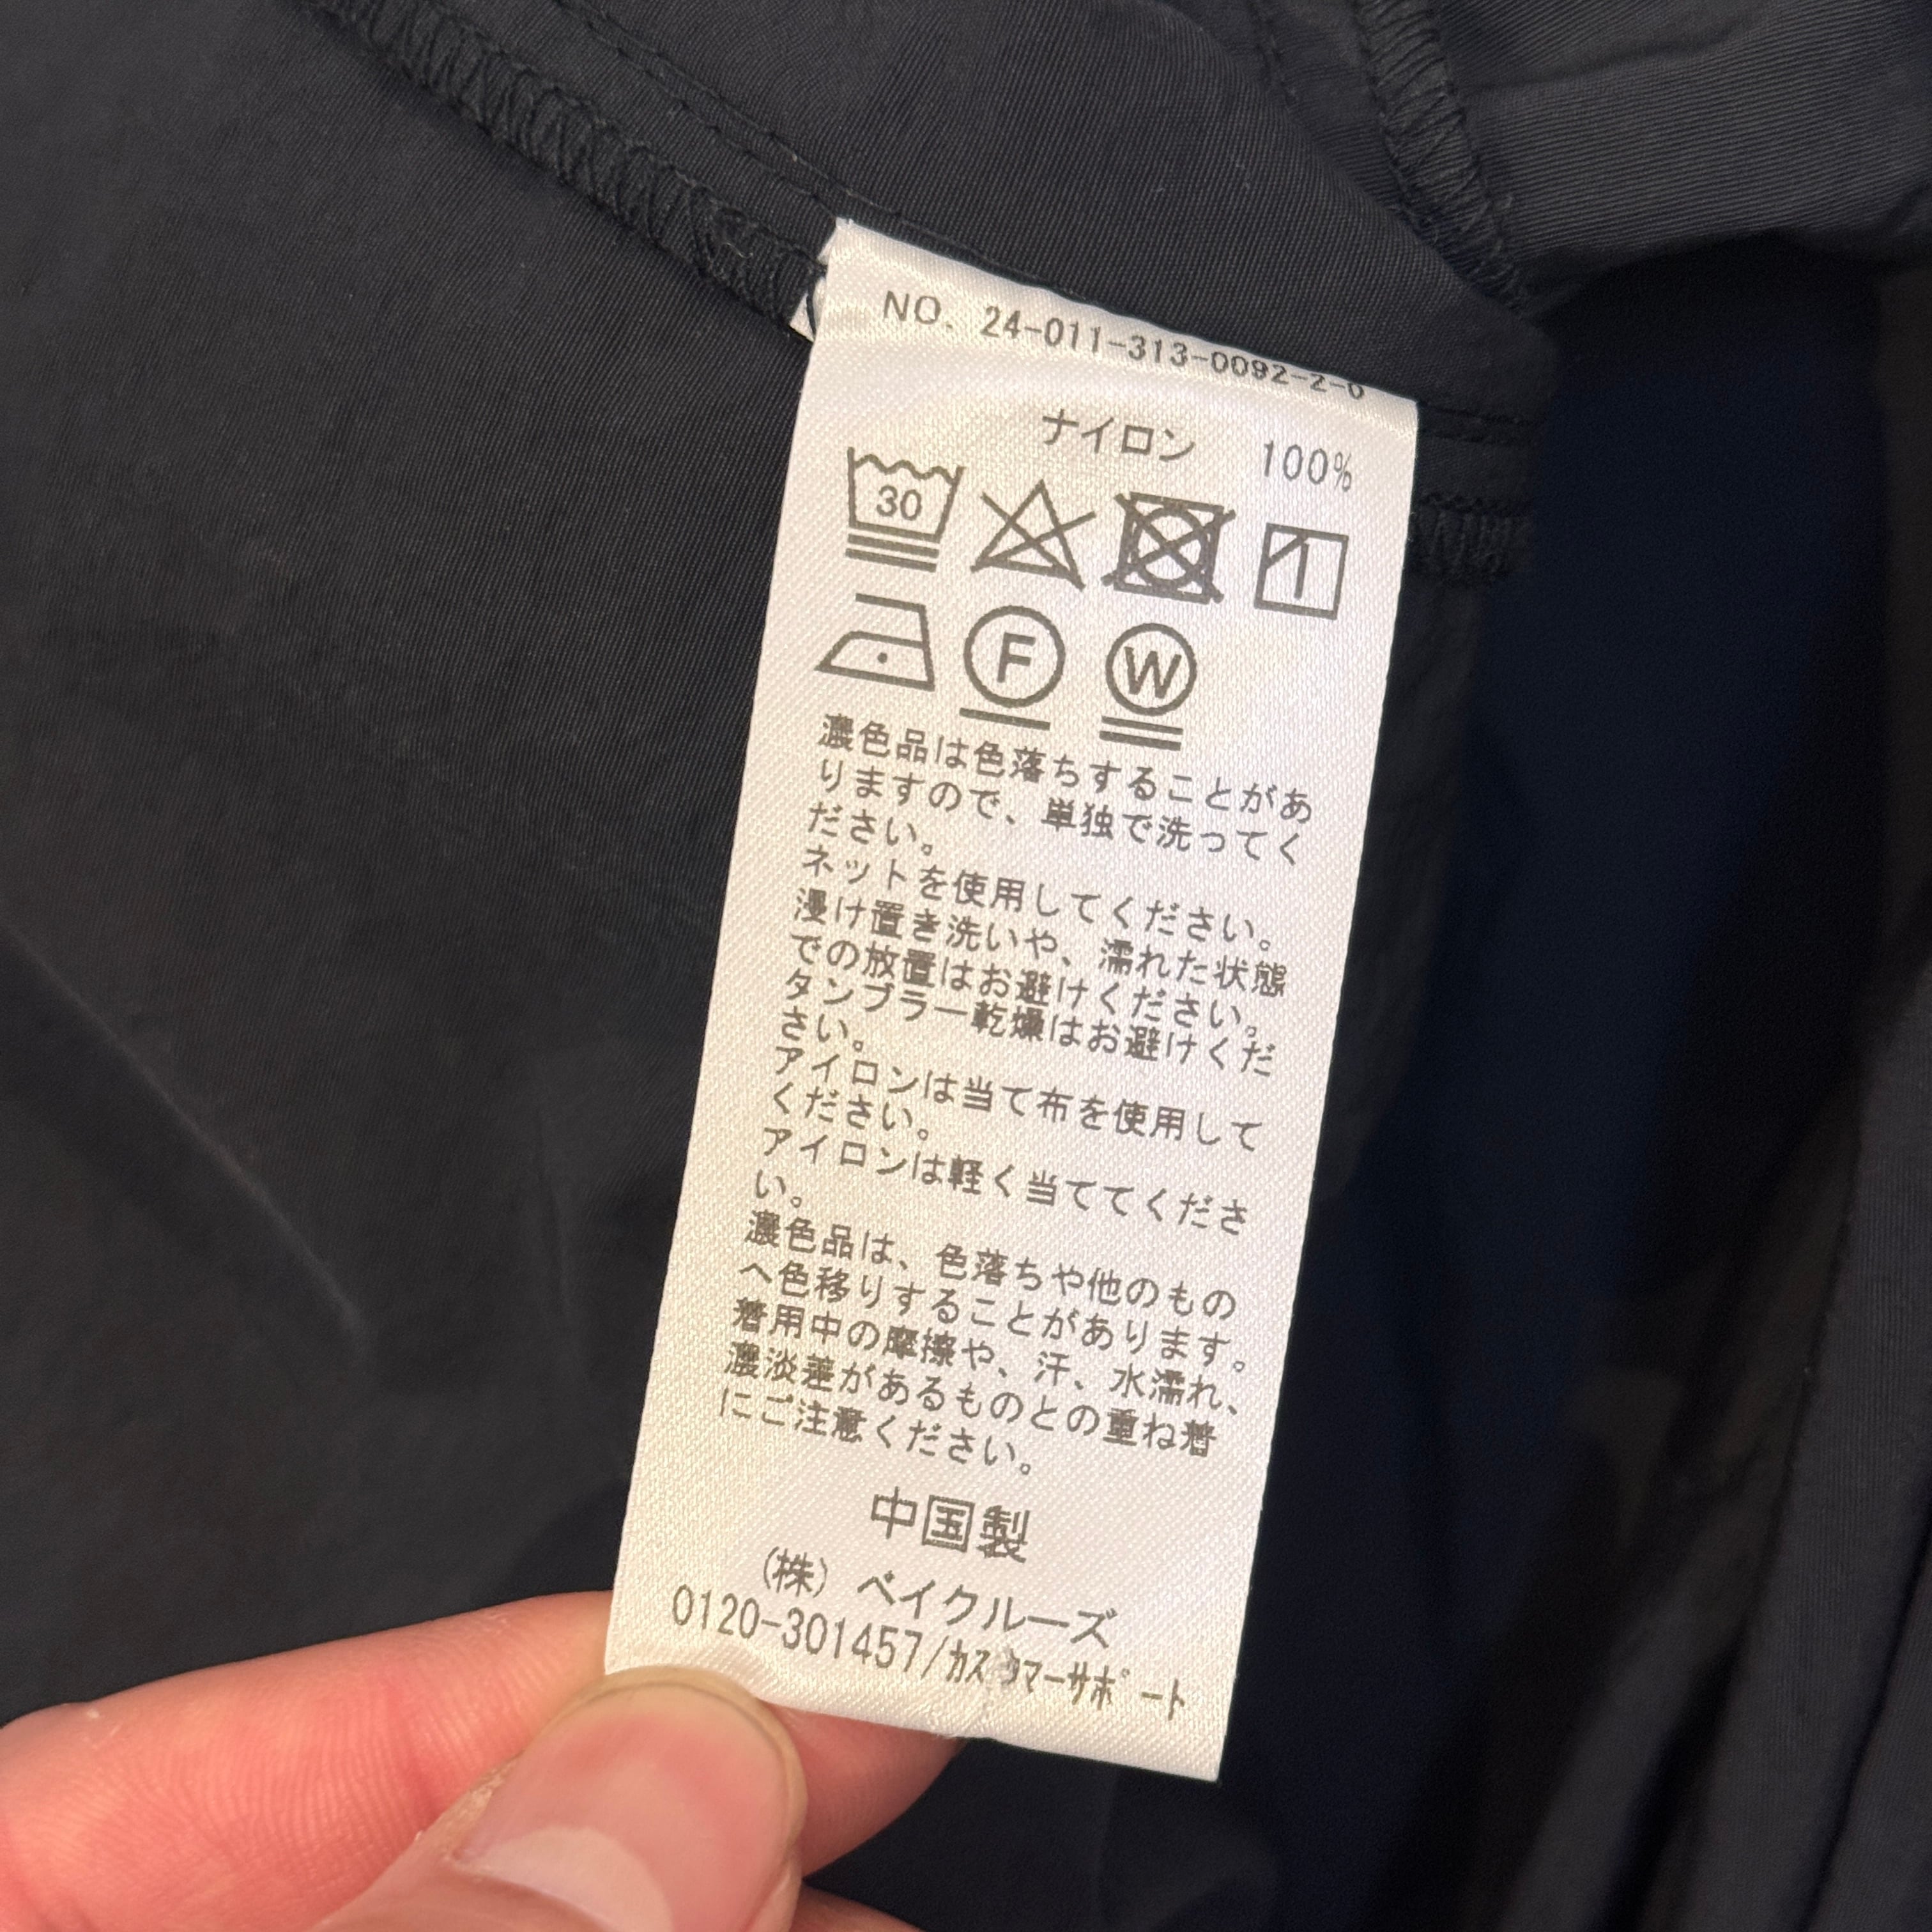 NO. 24-011-313-0092-2-6
ナイロン 100%
30
F
W
濃色品は色落ちすることがあ
りますので、単独で洗ってく
ださい。
ネットを使用してください。
浸け置き洗いや、濡れた状態
での放置はお避けください。
タンブラー乾燥はお避けくだ
さい。
アイロンは当て布を使用して
ください。
アイロンは軽く当ててくださ
い。
濃色品は、色落ちや他のもの
へ色移りすることがあります。
着用中の摩擦や、汗、水濡れ、
濃淡差があるものとの重ね着
にご注意ください。
中国製
(株) ベイクルーズ
0120-301457/ｶｽﾀﾏｰｻﾎﾟｰﾄ